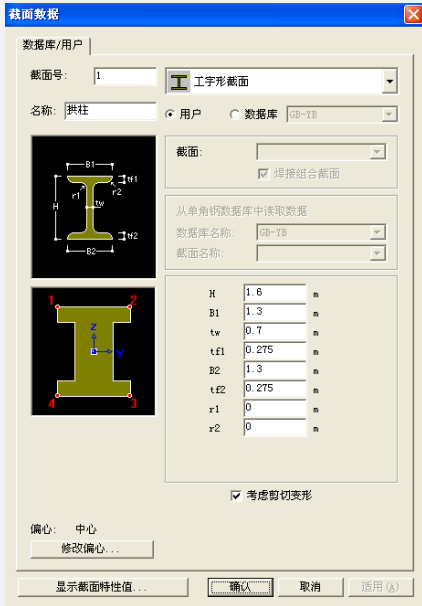 截面数据
数据库/用户
截面号: 1 工字形截面
名称: 拱柱 用户 数据库 GB-YB
截面:
焊接组合截面
从单角钢数据库中读取数据
数据库名称: GB-YB
截面名称:
B1
tf1
r1 r2
H tw
tf2
B2
1 2
z
y
4 3
H 1.6 m
B1 1.3 m
tw 0.7 m
tf1 0.275 m
B2 1.3 m
tf2 0.275 m
r1 0 m
r2 0 m
考虑剪切变形
偏心: 中心
修改偏心...
显示截面特性值... 确认 取消 适用(A)